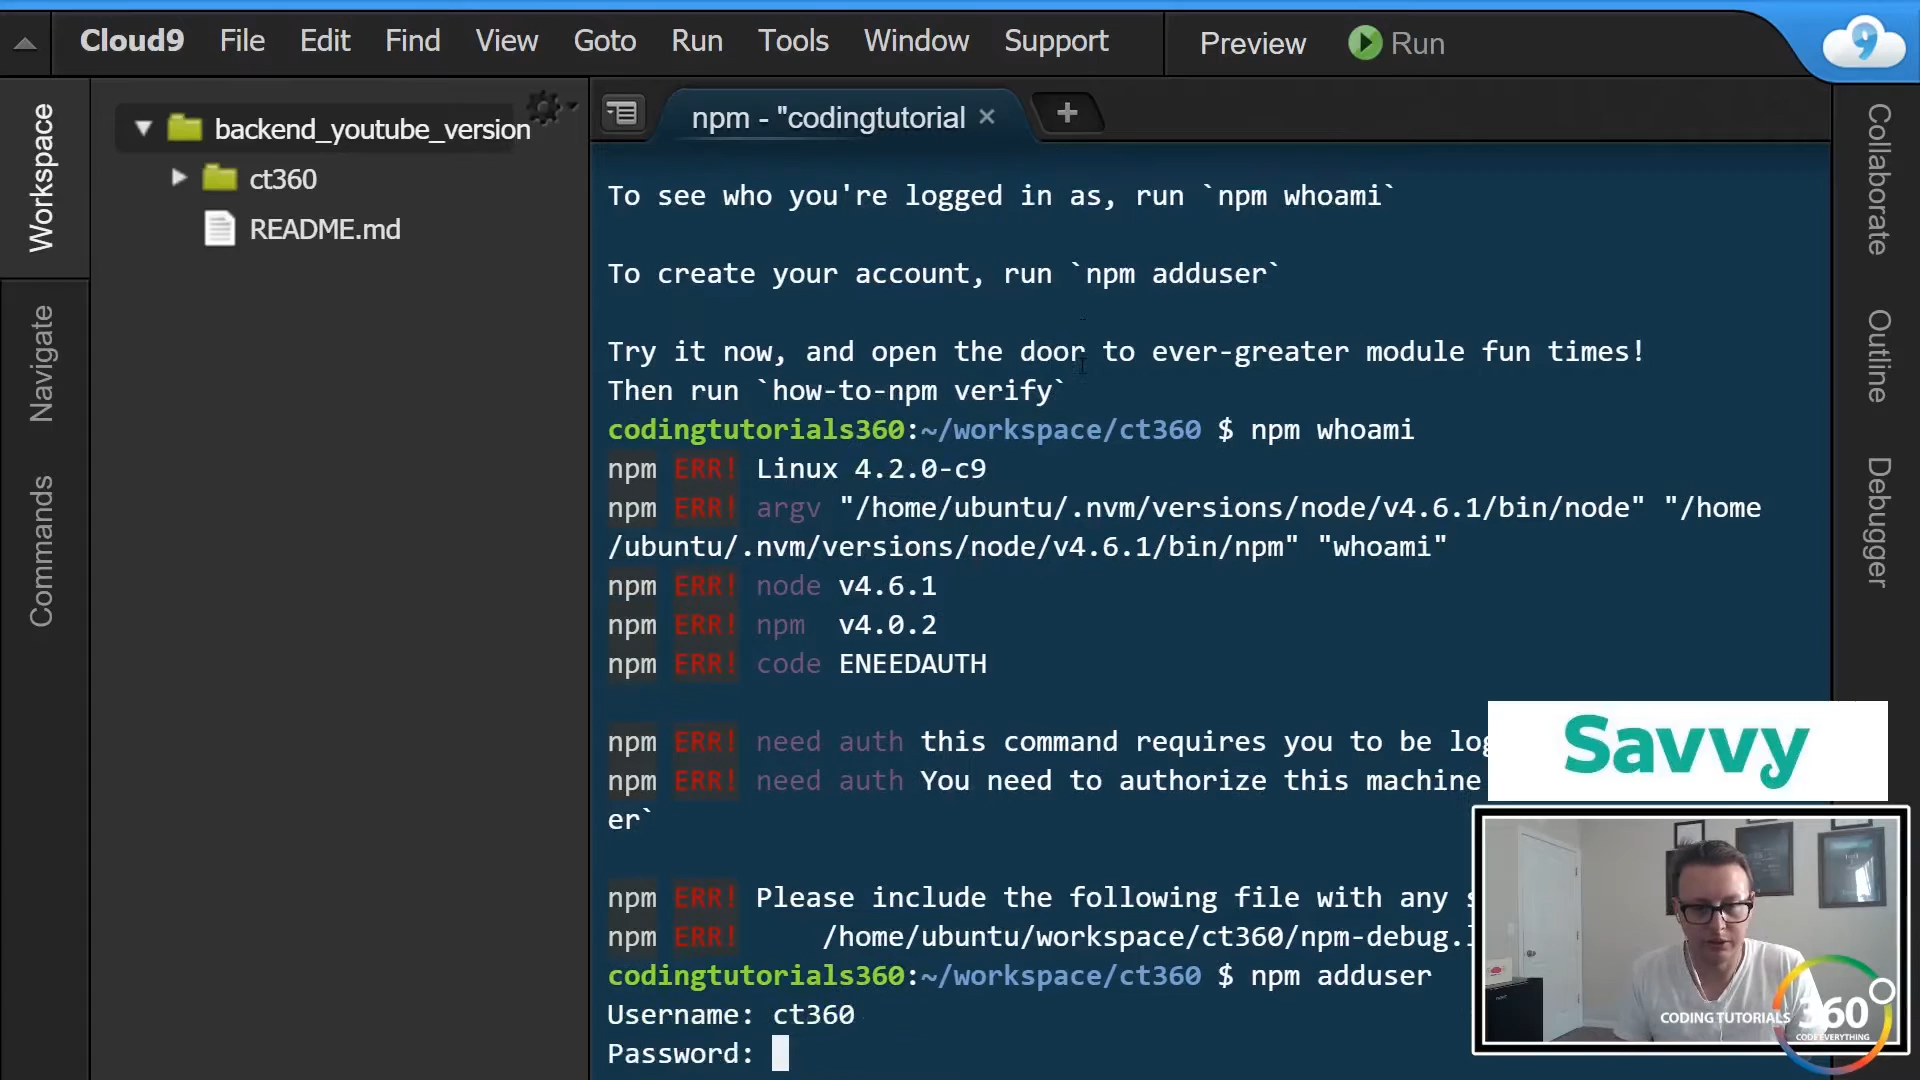 Cloud9 File Edit Find View Goto Run Tools Window Support Preview Run
9
Workspace
Navigate
Commands
backend_youtube_version
ct360
README.md
npm - "codingtutorial
To see who you're logged in as, run `npm whoami`
To create your account, run `npm adduser`
Try it now, and open the door to ever-greater module fun times!
Then run `how-to-npm verify`
codingtutorials360:~/workspace/ct360 $ npm whoami
npm ERR! Linux 4.2.0-c9
npm ERR! argv "/home/ubuntu/.nvm/versions/node/v4.6.1/bin/node" "/home
/ubuntu/.nvm/versions/node/v4.6.1/bin/npm" "whoami"
npm ERR! node v4.6.1
npm ERR! npm  v4.0.2
npm ERR! code ENEEDAUTH
npm ERR! need auth this command requires you to be log
npm ERR! need auth You need to authorize this machine
er`
npm ERR! Please include the following file with any
npm ERR!     /home/ubuntu/workspace/ct360/npm-debug.
codingtutorials360:~/workspace/ct360 $ npm adduser
Username: ct360
Password:
Collaborate
Outline
Debugger
Savvy
CODING TUTORIALS 360°
CODE EVERYTHING